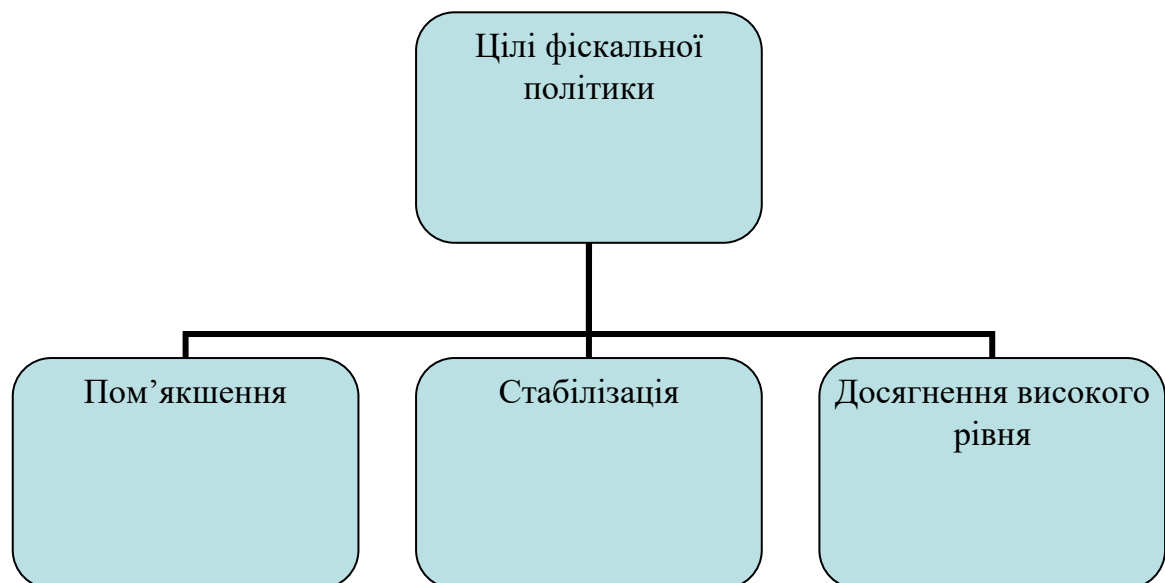 Цілі фіскальної
політики
Пом’якшення
Стабілізація
Досягнення високого
рівня